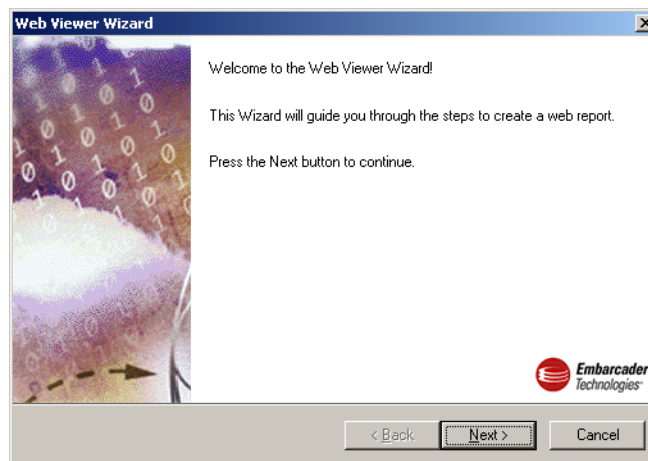 Web Viewer Wizard
Welcome to the Web Viewer Wizard!
This Wizard will guide you through the steps to create a web report.
Press the Next button to continue.
Embarcader
Technologies
< Back
Next >
Cancel